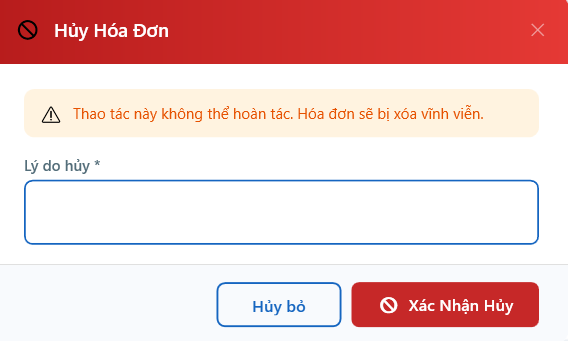 Hủy Hóa Đơn
Thao tác này không thể hoàn tác. Hóa đơn sẽ bị xóa vĩnh viễn.
Lý do hủy *
Hủy bỏ
Xác Nhận Hủy